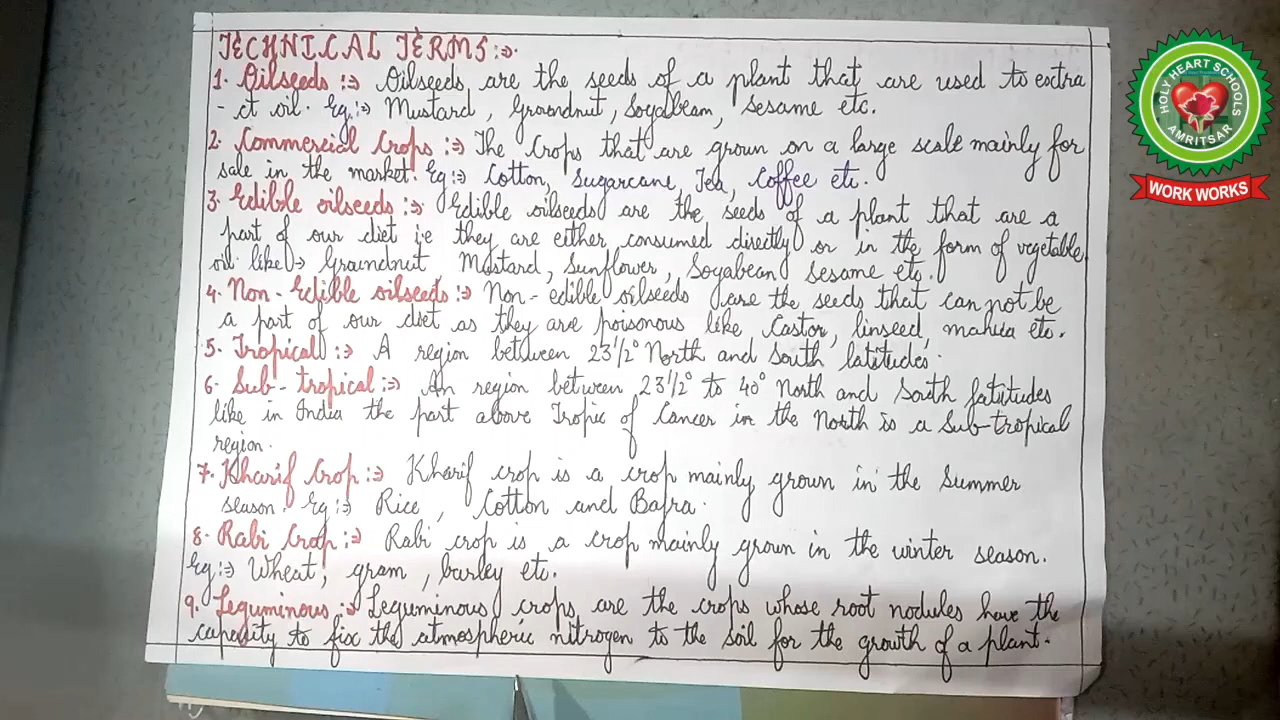 TECHNICAL TERMS :⇒
1. Oilseeds :⇒ Oilseeds are the seeds of a plant that are used to extra
- ct oil. Eg :⇒ Mustard, Groundnut, Soyabean, Sesame etc.
2. Commercial Crops :⇒ The Crops that are grown on a large scale mainly for
sale in the market. Eg :⇒ Cotton, Sugarcane, Tea, Coffee etc.
3. Edible oilseeds :⇒ Edible oilseeds are the seeds of a plant that are a
part of our diet i.e they are either consumed directly or in the form of vegetable
oil like ⇒ Groundnut, Mustard, Sunflower, Soyabean, Sesame etc.
4. Non-Edible oilseeds :⇒ Non-edible oilseeds are the seeds that can not be
a part of our diet as they are poisonous like Castor, linseed, mahua etc.
5. Tropical :⇒ A region between 23 1/2° North and South latitudes.
6. Sub-tropical :⇒ An region between 23 1/2° to 40° North and South latitudes
like in India the part above Tropic of Cancer in the North is a Sub-tropical
region.
7. Kharif Crop :⇒ Kharif crop is a crop mainly grown in the Summer
season. Eg :⇒ Rice, Cotton and Bajra.
8. Rabi Crop :⇒ Rabi crop is a crop mainly grown in the winter season.
Eg :⇒ Wheat, gram, barley etc.
9. Leguminous :⇒ Leguminous crops are the crops whose root nodules have the
capacity to fix the atmospheric nitrogen to the soil for the growth of a plant.
HOLY HEART SCHOOLS
AMRITSAR
WORK WORKS